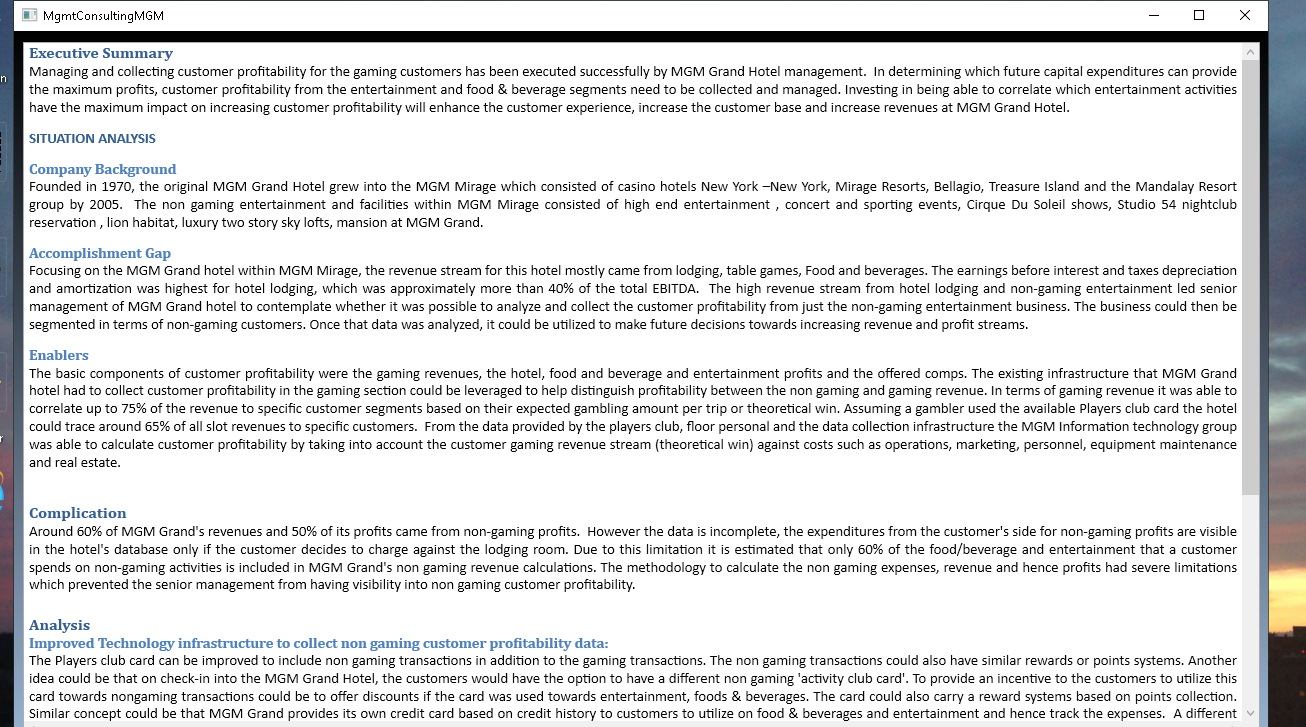 MgmtConsultingMGM
Executive Summary
Managing and collecting customer profitability for the gaming customers has been executed successfully by MGM Grand Hotel management.  In determining which future capital expenditures can provide
the maximum profits, customer profitability from the entertainment and food & beverage segments need to be collected and managed. Investing in being able to correlate which entertainment activities
have the maximum impact on increasing customer profitability will enhance the customer experience, increase the customer base and increase revenues at MGM Grand Hotel.
SITUATION ANALYSIS
Company Background
Founded in 1970, the original MGM Grand Hotel grew into the MGM Mirage which consisted of casino hotels New York –New York, Mirage Resorts, Bellagio, Treasure Island and the Mandalay Resort
group by 2005.  The non gaming entertainment and facilities within MGM Mirage consisted of high end entertainment , concert and sporting events, Cirque Du Soleil shows, Studio 54 nightclub
reservation , lion habitat, luxury two story sky lofts, mansion at MGM Grand.
Accomplishment Gap
Focusing on the MGM Grand hotel within MGM Mirage, the revenue stream for this hotel mostly came from lodging, table games, Food and beverages. The earnings before interest and taxes depreciation
and amortization was highest for hotel lodging, which was approximately more than 40% of the total EBITDA.  The high revenue stream from hotel lodging and non-gaming entertainment led senior
management of MGM Grand hotel to contemplate whether it was possible to analyze and collect the customer profitability from just the non-gaming entertainment business. The business could then be
segmented in terms of non-gaming customers. Once that data was analyzed, it could be utilized to make future decisions towards increasing revenue and profit streams.
Enablers
The basic components of customer profitability were the gaming revenues, the hotel, food and beverage and entertainment profits and the offered comps. The existing infrastructure that MGM Grand
hotel had to collect customer profitability in the gaming section could be leveraged to help distinguish profitability between the non gaming and gaming revenue. In terms of gaming revenue it was able to
correlate up to 75% of the revenue to specific customer segments based on their expected gambling amount per trip or theoretical win. Assuming a gambler used the available Players club card the hotel
could trace around 65% of all slot revenues to specific customers.  From the data provided by the players club, floor personal and the data collection infrastructure the MGM Information technology group
was able to calculate customer profitability by taking into account the customer gaming revenue stream (theoretical win) against costs such as operations, marketing, personnel, equipment maintenance
and real estate.
Complication
Around 60% of MGM Grand's revenues and 50% of its profits came from non-gaming profits.  However the data is incomplete, the expenditures from the customer's side for non-gaming profits are visible
in the hotel's database only if the customer decides to charge against the lodging room. Due to this limitation it is estimated that only 60% of the food/beverage and entertainment that a customer
spends on non-gaming activities is included in MGM Grand's non gaming revenue calculations. The methodology to calculate the non gaming expenses, revenue and hence profits had severe limitations
which prevented the senior management from having visibility into non gaming customer profitability.
Analysis
Improved Technology infrastructure to collect non gaming customer profitability data:
The Players club card can be improved to include non gaming transactions in addition to the gaming transactions. The non gaming transactions could also have similar rewards or points systems. Another
idea could be that on check-in into the MGM Grand Hotel, the customers would have the option to have a different non gaming 'activity club card'. To provide an incentive to the customers to utilize this
card towards nongaming transactions could be to offer discounts if the card was used towards entertainment, foods & beverages. The card could also carry a reward systems based on points collection.
Similar concept could be that MGM Grand provides its own credit card based on credit history to customers to utilize on food & beverages and entertainment and hence track the expenses.  A different